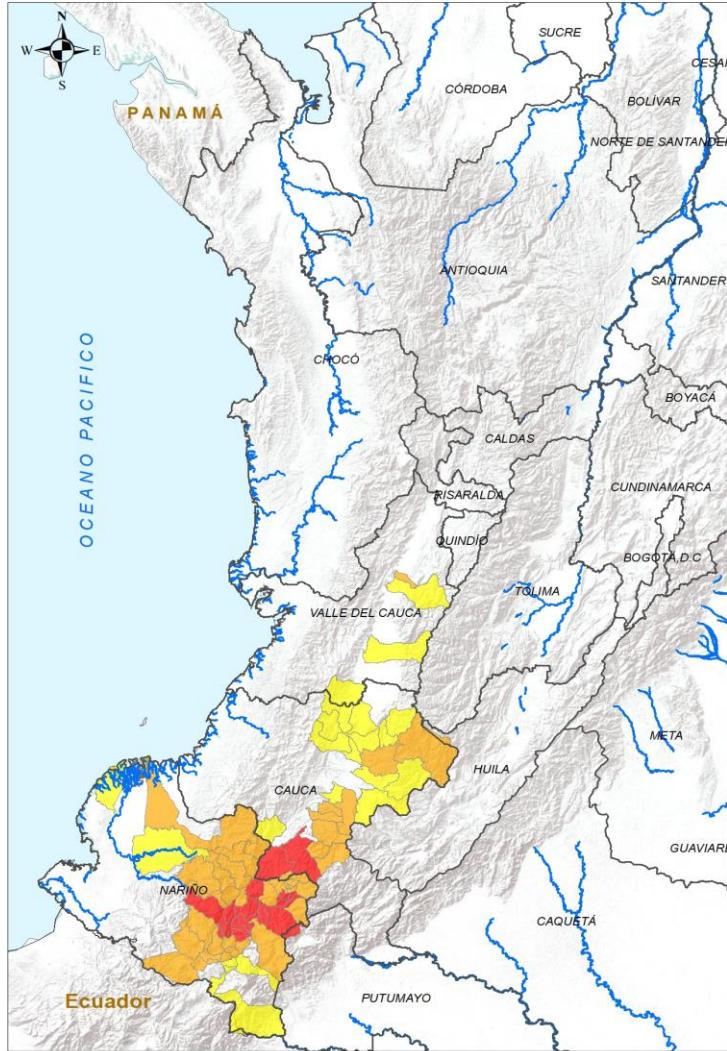 N
W E
S
SUCRE
CESAR
CÓRDOBA
BOLÍVAR
PANAMÁ
NORTE DE SANTANDER
ANTIOQUIA
SANTANDER
OCEANO PACIFICO
CHOCÓ
BOYACÁ
CALDAS
CUNDINAMARCA
RISARALDA
QUINDÍO
BOGOTÁ,D.C
TOLIMA
VALLE DEL CAUCA
META
HUILA
CAUCA
GUAVIARE
NARIÑO
CAQUETÁ
Ecuador
PUTUMAYO